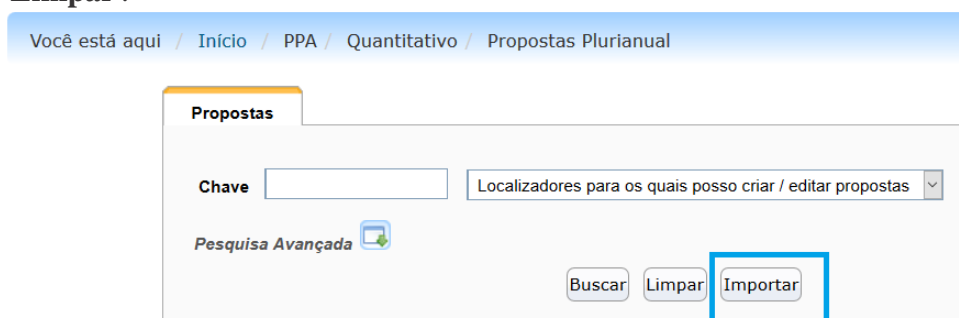 Você está aqui / Início / PPA / Quantitativo / Propostas Plurianual
Propostas
Chave Localizadores para os quais posso criar / editar propostas
Pesquisa Avançada
Buscar Limpar Importar